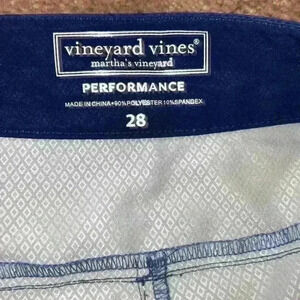 vineyard vines®
martha's vineyard
PERFORMANCE
MADE IN CHINA•90%POLYESTER 10%SPANDEX
28